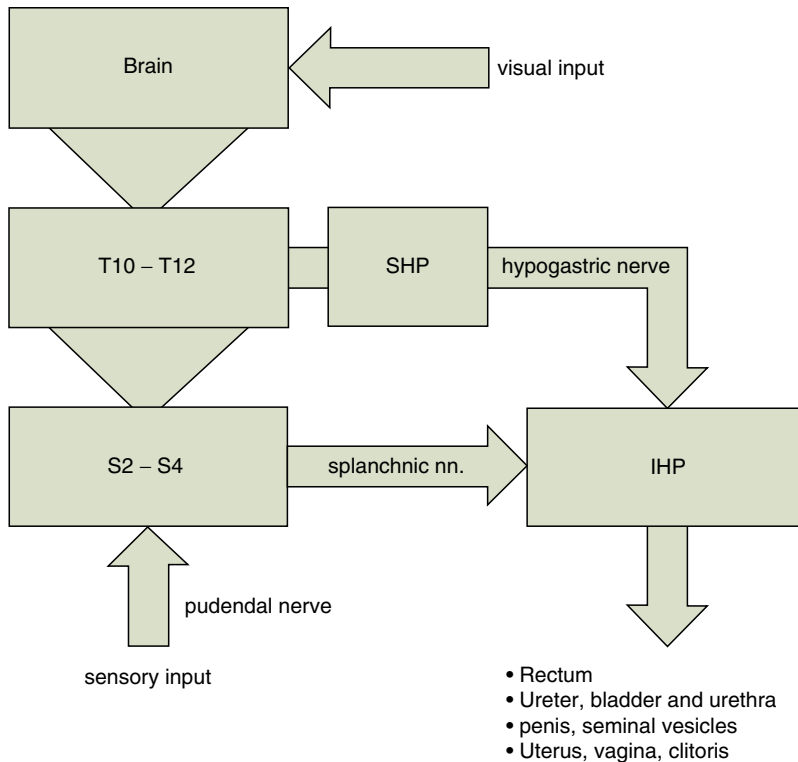 Brain
visual input
T10 – T12
SHP
hypogastric nerve
S2 – S4
splanchnic nn.
IHP
pudendal nerve
sensory input
• Rectum
• Ureter, bladder and urethra
• penis, seminal vesicles
• Uterus, vagina, clitoris